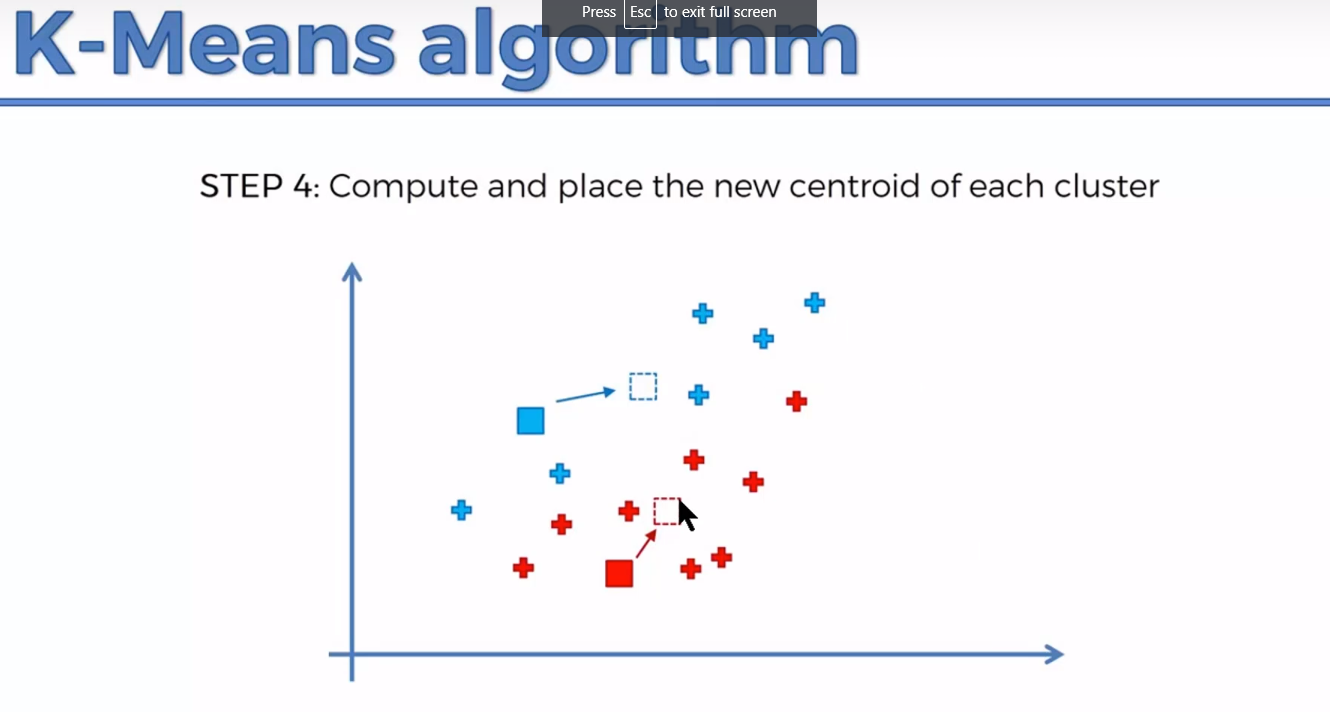 Press Esc to exit full screen
K-Means algorithm
STEP 4: Compute and place the new centroid of each cluster